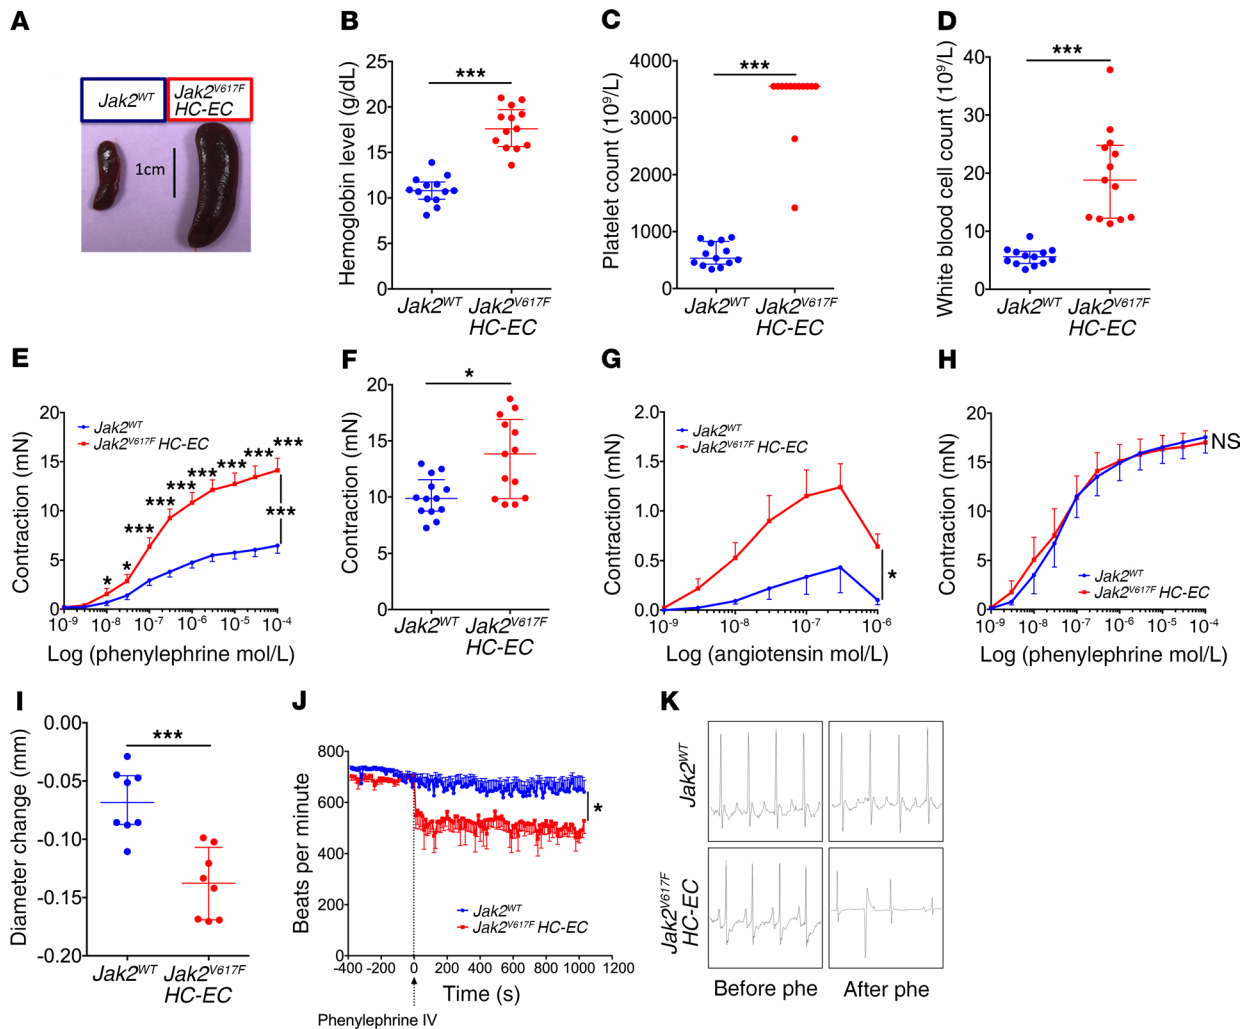 A
Jak2WT
Jak2V617F
HC-EC
1cm
B
Hemoglobin level (g/dL)
25
20
15
10
5
0
***
Jak2WT
Jak2V617F
HC-EC
C
Platelet count (10⁹/L)
4000
3000
2000
1000
0
***
Jak2WT
Jak2V617F
HC-EC
D
White blood cell count (10⁹/L)
40
30
20
10
0
***
Jak2WT
Jak2V617F
HC-EC
E
Contraction (mN)
20
15
10
5
0
Jak2WT
Jak2V617F HC-EC
*
*
***
***
***
***
***
***
***
***
10⁻⁹
10⁻⁸
10⁻⁷
10⁻⁶
10⁻⁵
10⁻⁴
Log (phenylephrine mol/L)
F
Contraction (mN)
20
15
10
5
0
*
Jak2WT
Jak2V617F
HC-EC
G
Contraction (mN)
2.0
1.5
1.0
0.5
0.0
Jak2WT
Jak2V617F HC-EC
*
10⁻⁹
10⁻⁸
10⁻⁷
10⁻⁶
Log (angiotensin mol/L)
H
Contraction (mN)
20
15
10
5
0
NS
Jak2WT
Jak2V617F HC-EC
10⁻⁹
10⁻⁸
10⁻⁷
10⁻⁶
10⁻⁵
10⁻⁴
Log (phenylephrine mol/L)
I
Diameter change (mm)
0.00
-0.05
-0.10
-0.15
-0.20
***
Jak2WT
Jak2V617F
HC-EC
J
Beats per minute
800
600
400
200
0
*
Jak2WT
Jak2V617F HC-EC
-400 -200 0 200 400 600 800 1000 1200
Time (s)
Phenylephrine IV
K
Jak2WT
Jak2V617F
HC-EC
Before phe
After phe